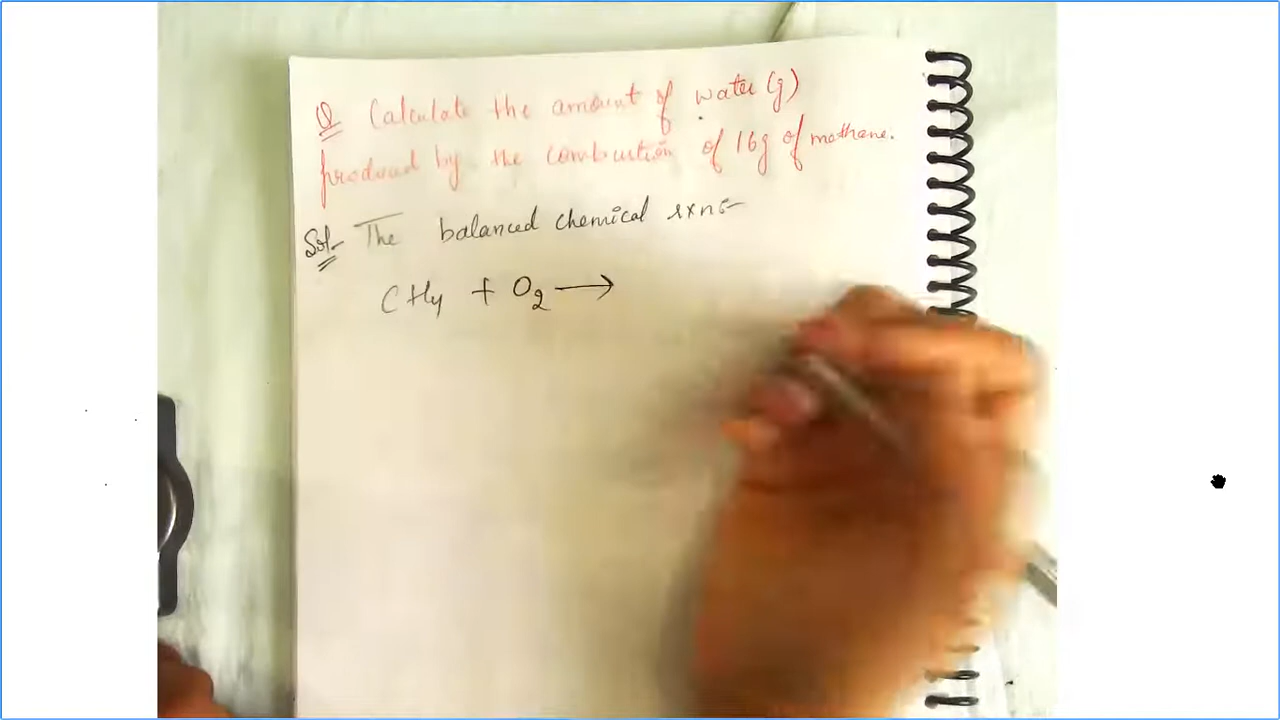 Q Calculate the amount of water (g)
produced by the combustion of 16g of methane.
Sol- The balanced chemical rxn:-
CH4 + O2 →